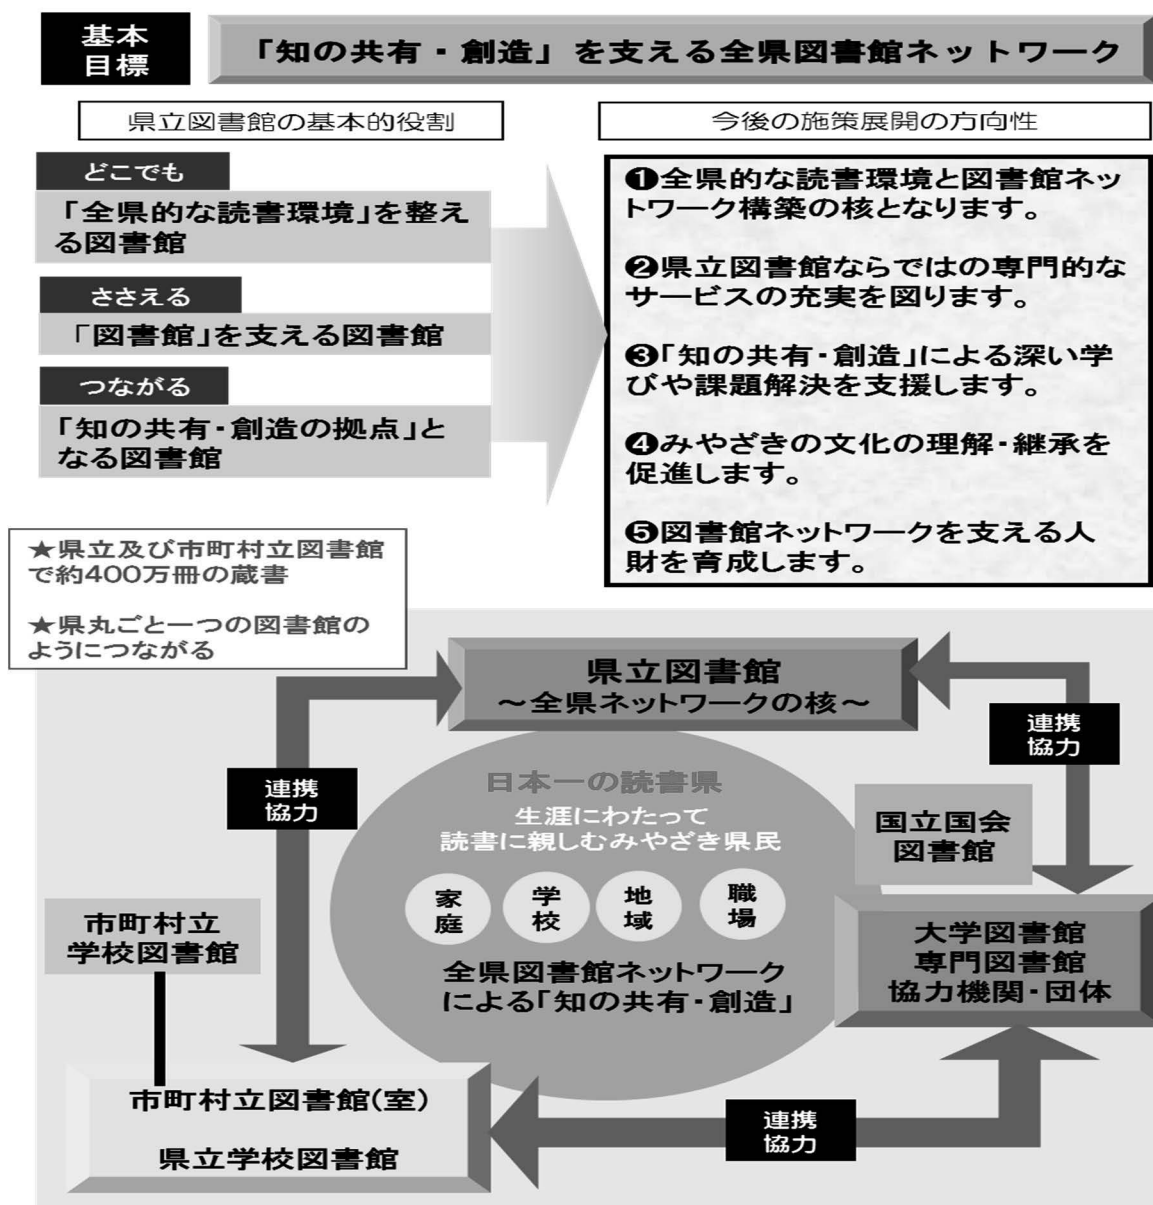 基本
目標
「知の共有・創造」を支える全県図書館ネットワーク
県立図書館の基本的役割
どこでも
「全県的な読書環境」を整え
る図書館
ささえる
「図書館」を支える図書館
つながる
「知の共有・創造の拠点」と
なる図書館
今後の施策展開の方向性
❶全県的な読書環境と図書館ネッ
トワーク構築の核となります。
❷県立図書館ならではの専門的な
サービスの充実を図ります。
❸「知の共有・創造」による深い学
びや課題解決を支援します。
❹みやざきの文化の理解・継承を
促進します。
❺図書館ネットワークを支える人
財を育成します。
★県立及び市町村立図書館
で約400万冊の蔵書
★県丸ごと一つの図書館の
ようにつながる
県立図書館
～全県ネットワークの核～
連携
協力
連携
協力
日本一の読書県
生涯にわたって
読書に親しむみやざき県民
家庭
学校
地域
職場
全県図書館ネットワーク
による「知の共有・創造」
国立国会
図書館
大学図書館
専門図書館
協力機関・団体
市町村立
学校図書館
市町村立図書館(室)
県立学校図書館
連携
協力